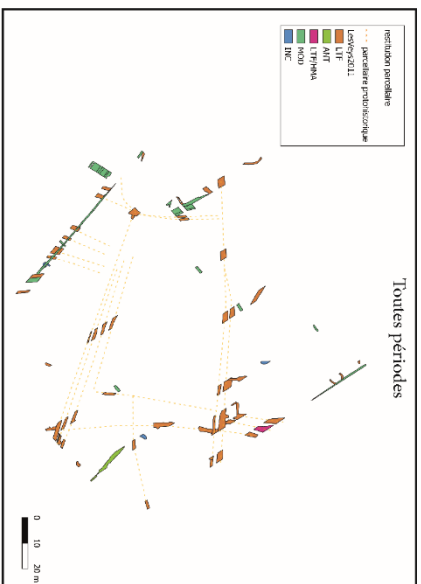 Toutes périodes
restitution parcellaire
parcellaire protohistorique
LesVeys2011
LTF
ANT
LTF/HMA
MOD
INC
0 10 20 m